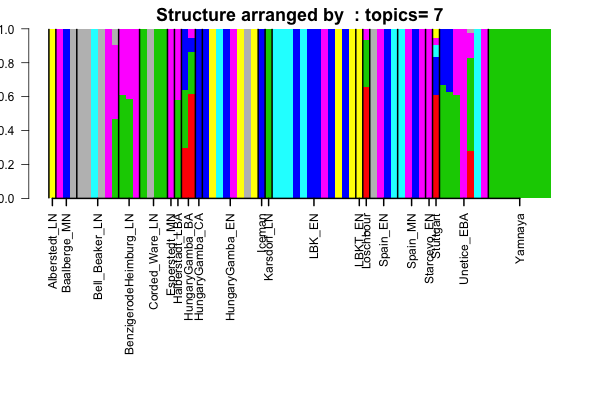 Structure arranged by : topics= 7
1.0
0.8
0.6
0.4
0.2
0.0
Alberstedt_LN
Baalberge_MN
Bell_Beaker_LN
BenzigerodeHeimburg_LN
Corded_Ware_LN
Esperstedt_MN
Halberstadt_LBA
HungaryGamba_BA
HungaryGamba_CA
HungaryGamba_EN
Iceman
Karsdorf_LN
LBK_EN
LBKT_EN
Loschbour
Spain_EN
Spain_MN
Starcevo_EN
Stuttgart
Unetice_EBA
Yamnaya